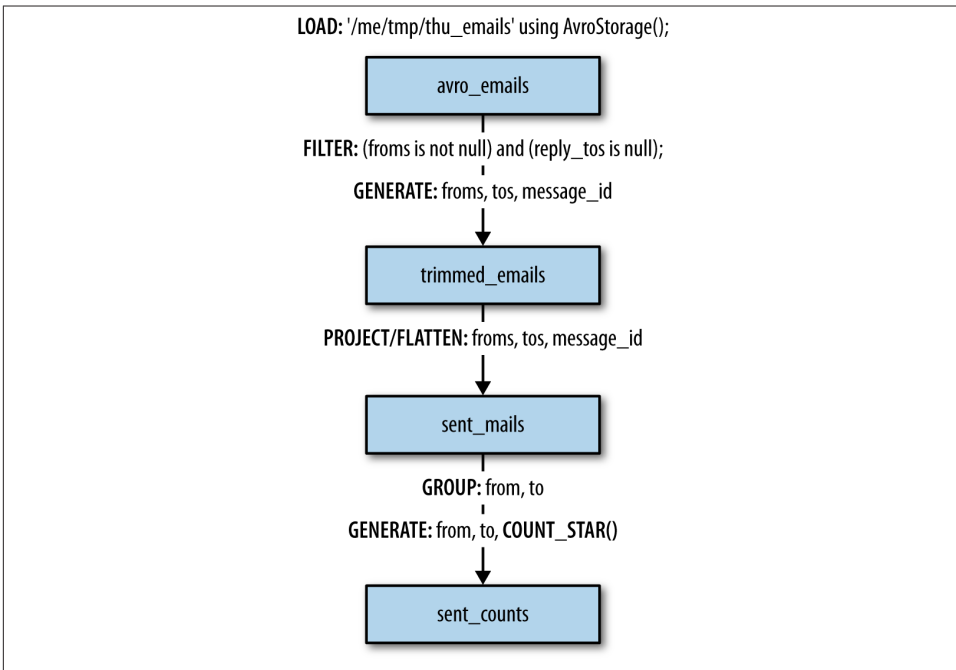 LOAD: '/me/tmp/thu_emails' using AvroStorage();
avro_emails
FILTER: (froms is not null) and (reply_tos is null);
GENERATE: froms, tos, message_id
trimmed_emails
PROJECT/FLATTEN: froms, tos, message_id
sent_mails
GROUP: from, to
GENERATE: from, to, COUNT_STAR()
sent_counts